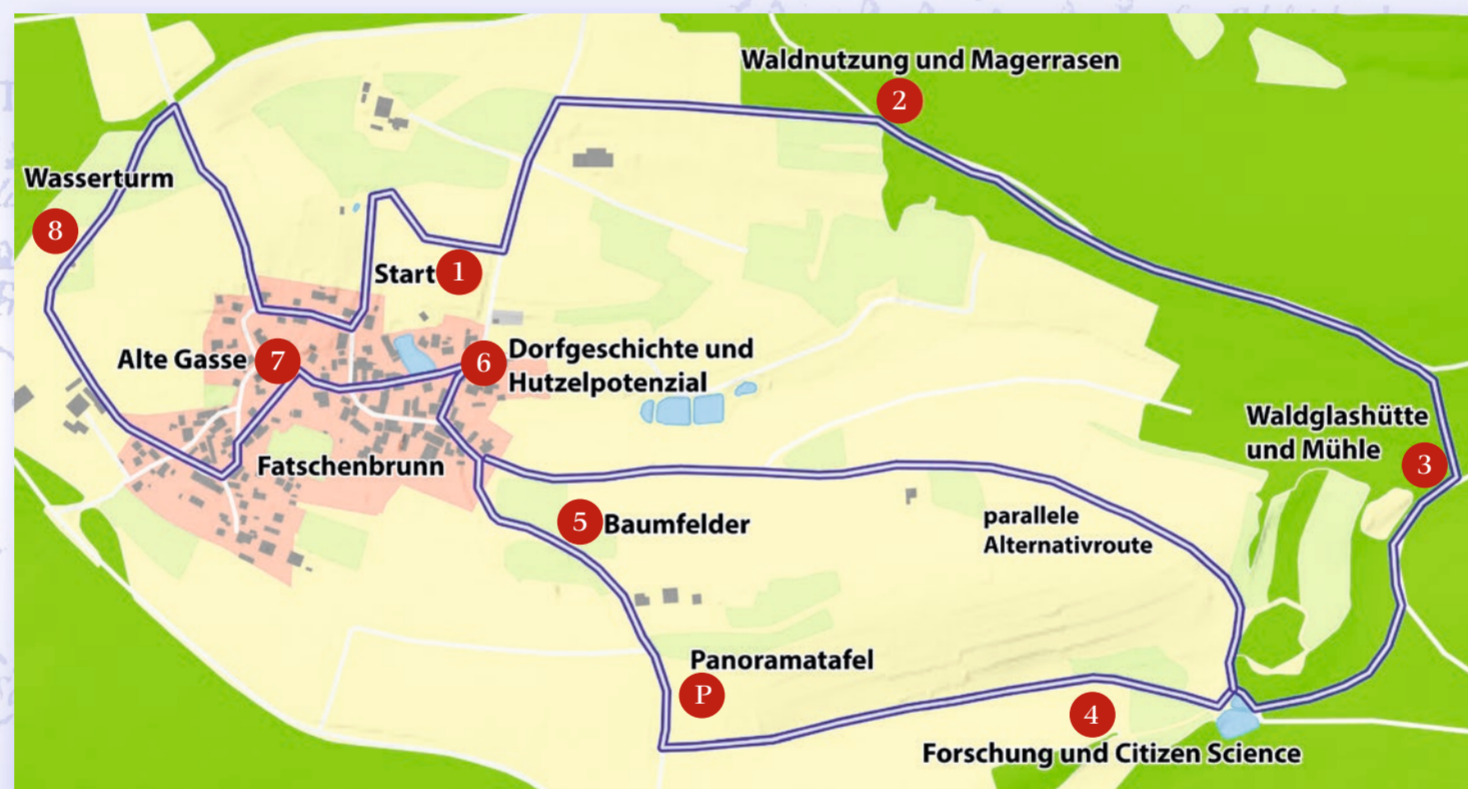 Waldnutzung und Magerrasen
2
Wasserturm
8
Start 1
Dorfgeschichte und
Hutzelpotenzial
6
Alte Gasse 7
Waldglashütte
und Mühle
3
Fatschenbrunn
5 Baumfelder
parallele
Alternativroute
Panoramatafel
P
4
Forschung und Citizen Science